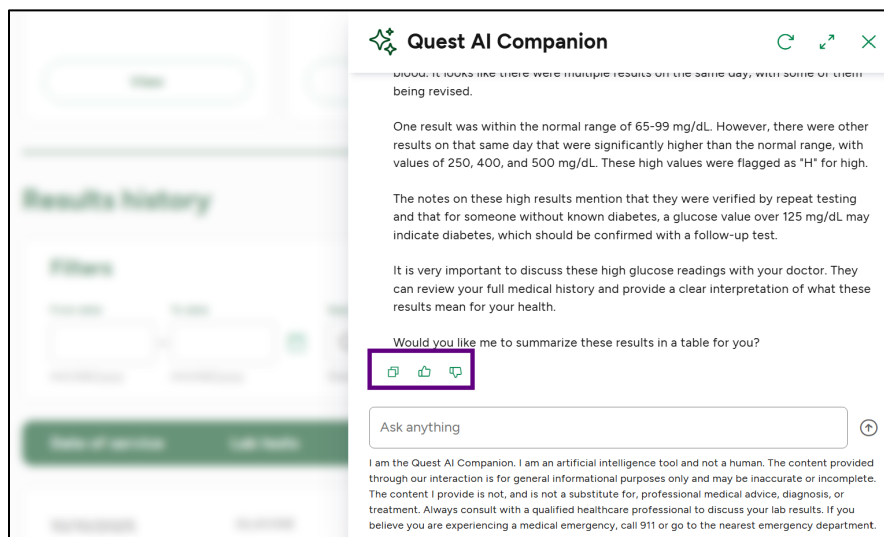 Quest AI Companion
blood. It looks like there were multiple results on the same day, with some of them
being revised.
One result was within the normal range of 65-99 mg/dL. However, there were other
results on that same day that were significantly higher than the normal range, with
values of 250, 400, and 500 mg/dL. These high values were flagged as "H" for high.
The notes on these high results mention that they were verified by repeat testing
and that for someone without known diabetes, a glucose value over 125 mg/dL may
indicate diabetes, which should be confirmed with a follow-up test.
It is very important to discuss these high glucose readings with your doctor. They
can review your full medical history and provide a clear interpretation of what these
results mean for your health.
Would you like me to summarize these results in a table for you?
Ask anything
I am the Quest AI Companion. I am an artificial intelligence tool and not a human. The content provided
through our interaction is for general informational purposes only and may be inaccurate or incomplete.
The content I provide is not, and is not a substitute for, professional medical advice, diagnosis, or
treatment. Always consult with a qualified healthcare professional to discuss your lab results. If you
believe you are experiencing a medical emergency, call 911 or go to the nearest emergency department.
View
Results history
Filters
Date of service
Lab tests